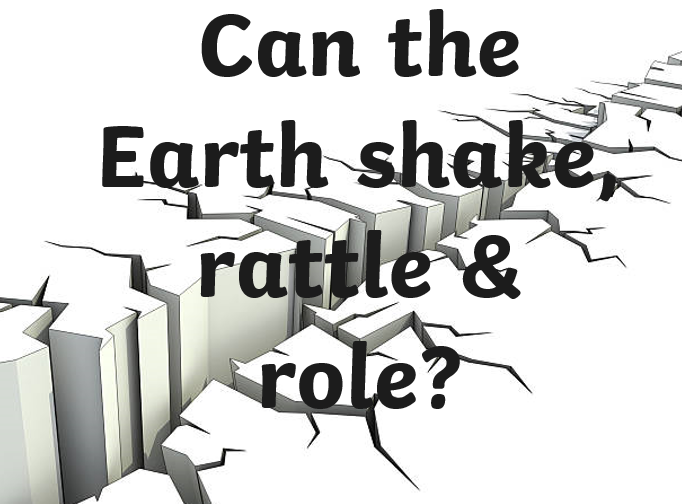 Can the
Earth shake,
rattle &
role?